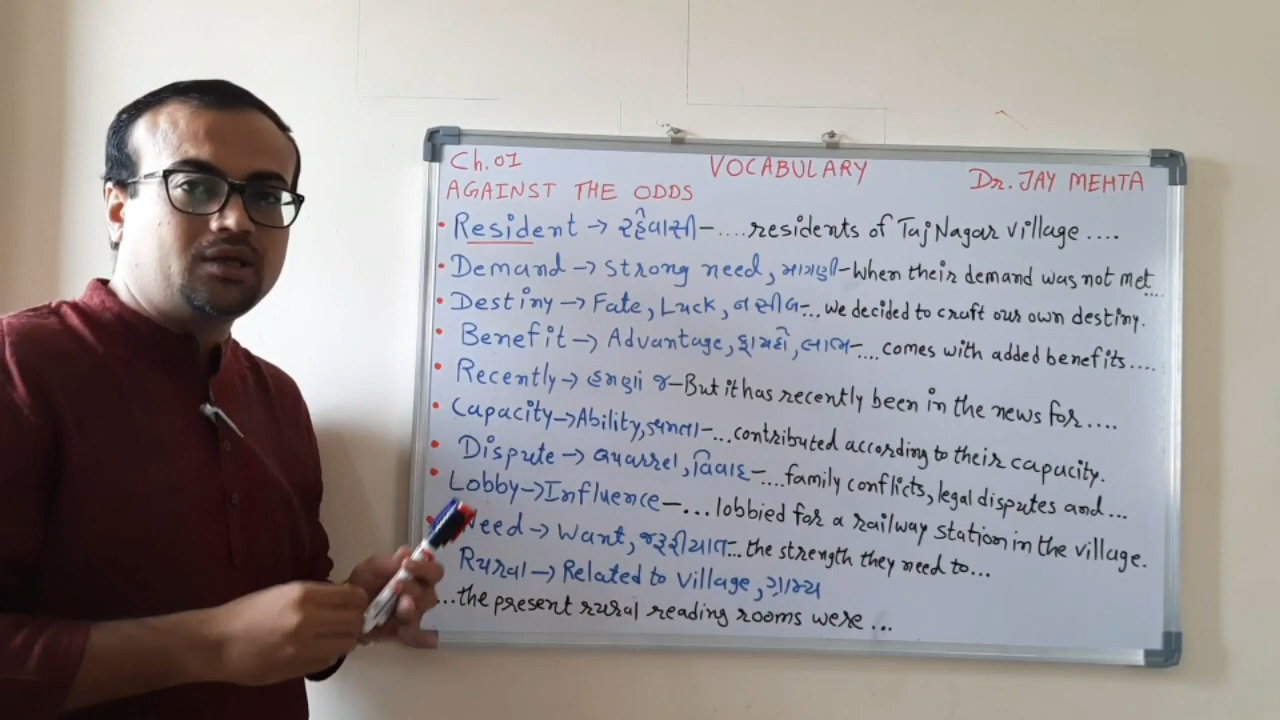 Ch.01
VOCABULARY
Dr. JAY MEHTA
AGAINST THE ODDS
Resident → રહેવાસી - ....residents of Taj Nagar village ....
Demand → strong need, માગણી - When their demand was not met....
Destiny → Fate, Luck, નસીબ - ...we decided to craft our own destiny.
Benefit → Advantage, ફાયદો, લાભ - ....comes with added benefits....
Recently → હમણાં જ - But it has recently been in the news for....
Capacity → Ability, ક્ષમતા - ...contributed according to their capacity.
Dispute → Quarrel, વિવાદ - ....family conflicts, legal disputes and...
Lobby → Influence - ... lobbied for a railway station in the village.
Need → Want, જરૂરીયાત ... the strength they need to...
Rural → Related to village, ગ્રામ્ય
...the present rural reading rooms were ...